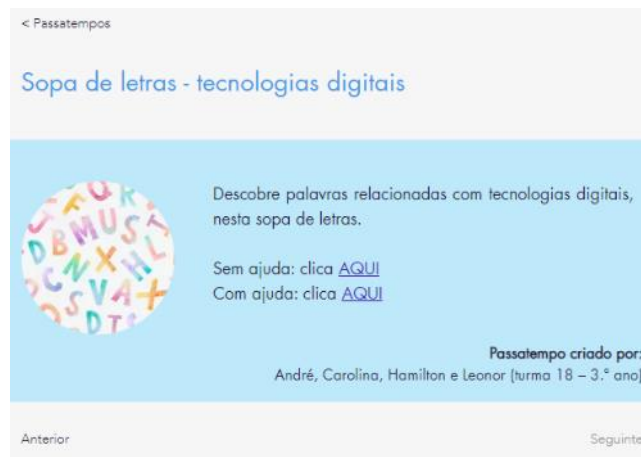 < Passatempos
Sopa de letras - tecnologias digitais
Descobre palavras relacionadas com tecnologias digitais,
nesta sopa de letras.
Sem ajuda: clica AQUI
Com ajuda: clica AQUI
Passatempo criado por:
André, Carolina, Hamilton e Leonor (turma 18 – 3.º ano)
Anterior
Seguinte